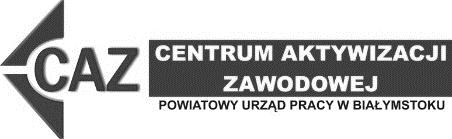 CAZ
CENTRUM AKTYWIZACJI
ZAWODOWEJ
POWIATOWY URZĄD PRACY W BIAŁYMSTOKU